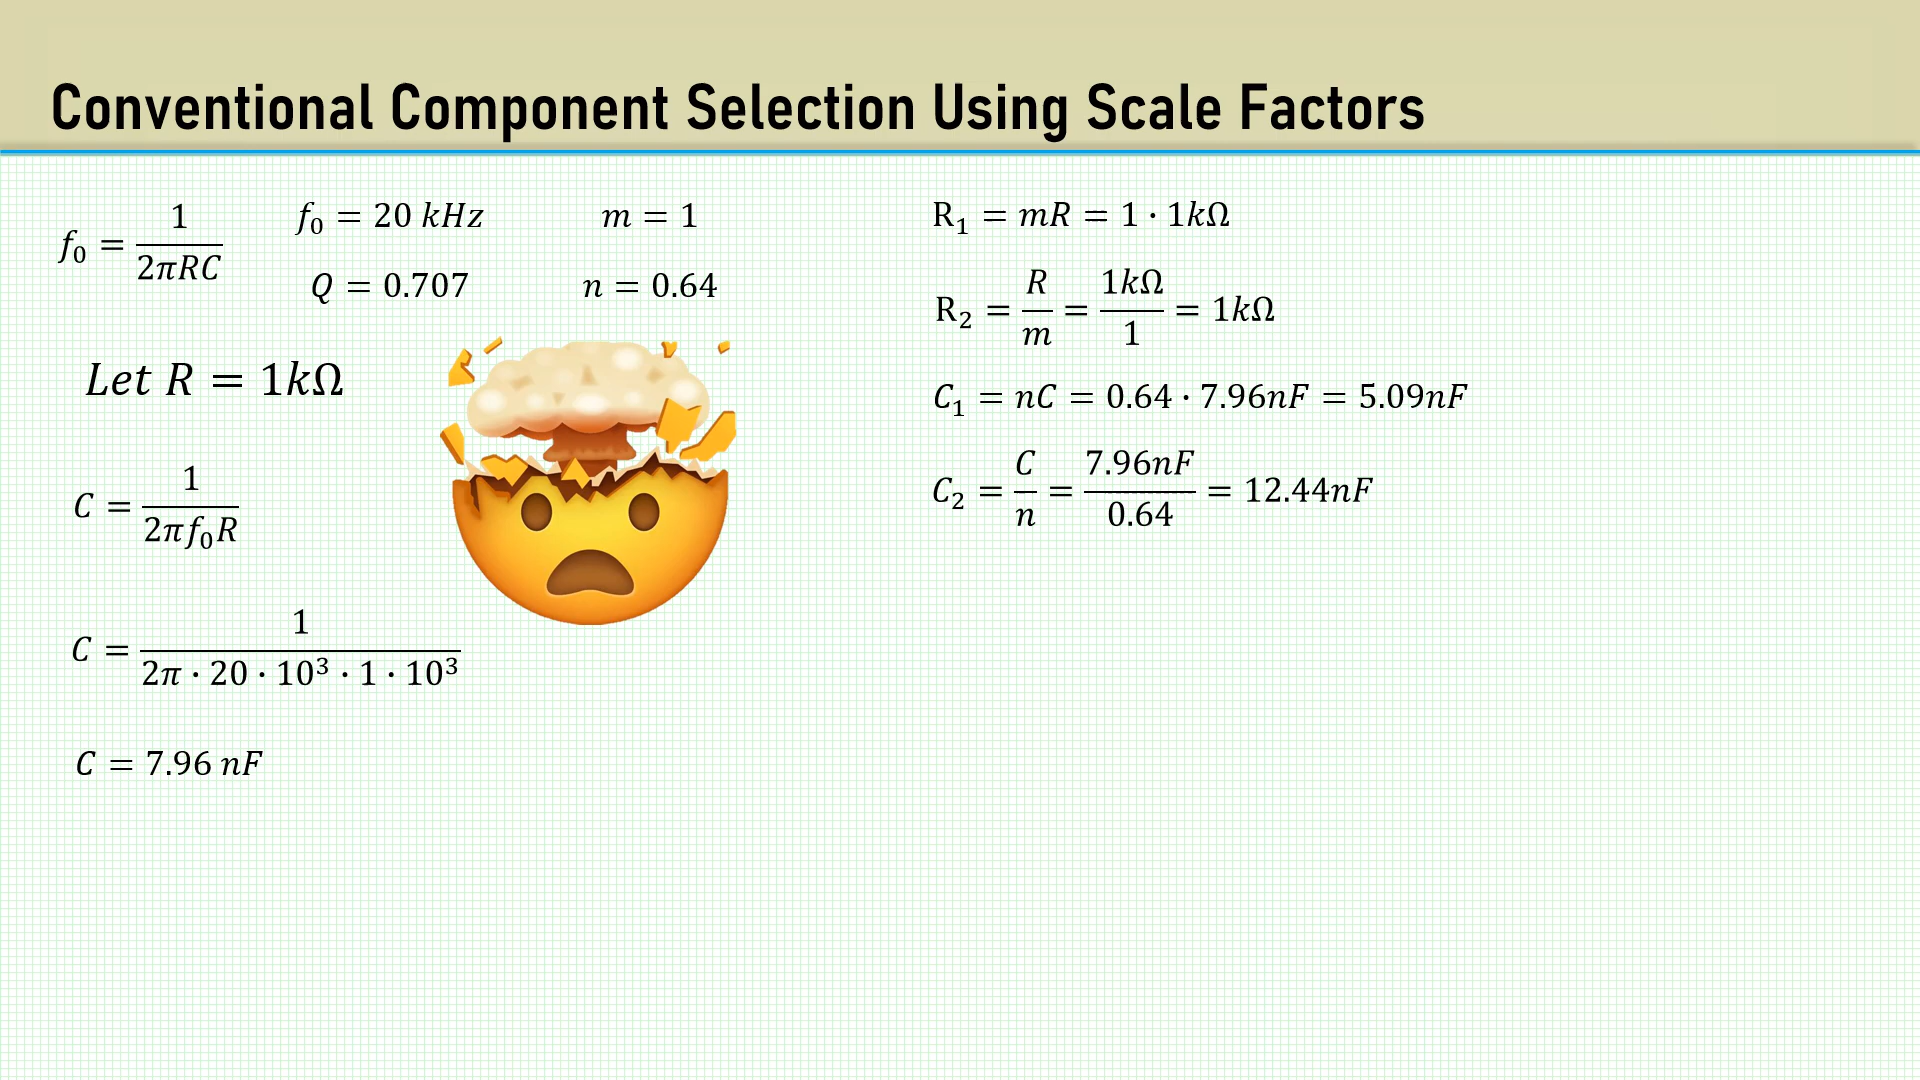 Conventional Component Selection Using Scale Factors
f₀ = 1 / 2πRC
f₀ = 20 kHz
m = 1
Q = 0.707
n = 0.64
Let R = 1kΩ
C = 1 / 2πf₀R
C = 1 / 2π · 20 · 10³ · 1 · 10³
C = 7.96 nF
R₁ = mR = 1 · 1kΩ
R₂ = R / m = 1kΩ / 1 = 1kΩ
C₁ = nC = 0.64 · 7.96nF = 5.09nF
C₂ = C / n = 7.96nF / 0.64 = 12.44nF